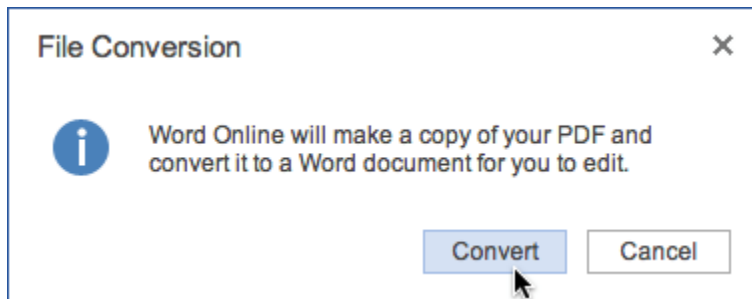 File Conversion
Word Online will make a copy of your PDF and
convert it to a Word document for you to edit.
Convert
Cancel